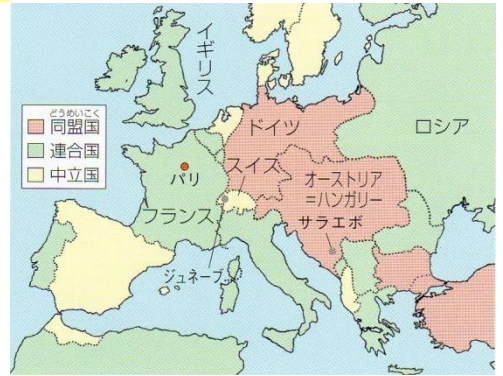 どうめいこく
同盟国
連合国
中立国
イギリス
ドイツ
ロシア
パリ
スイス
フランス
オーストリア
=ハンガリー
サラエボ
ジュネーブ